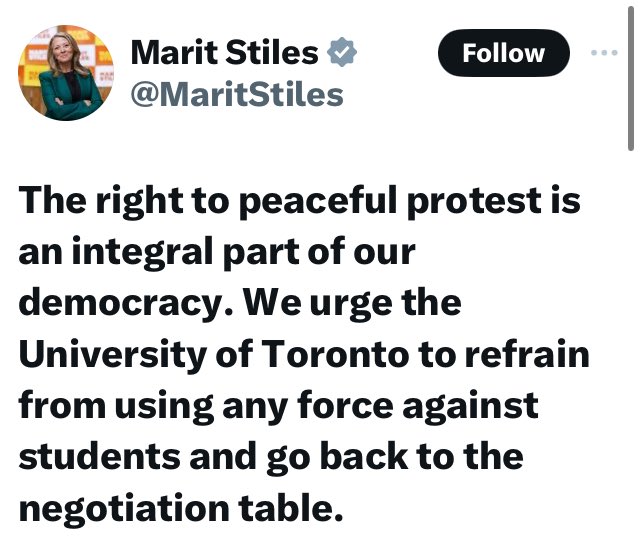 Marit Stiles
@MaritStiles
Follow
The right to peaceful protest is
an integral part of our
democracy. We urge the
University of Toronto to refrain
from using any force against
students and go back to the
negotiation table.